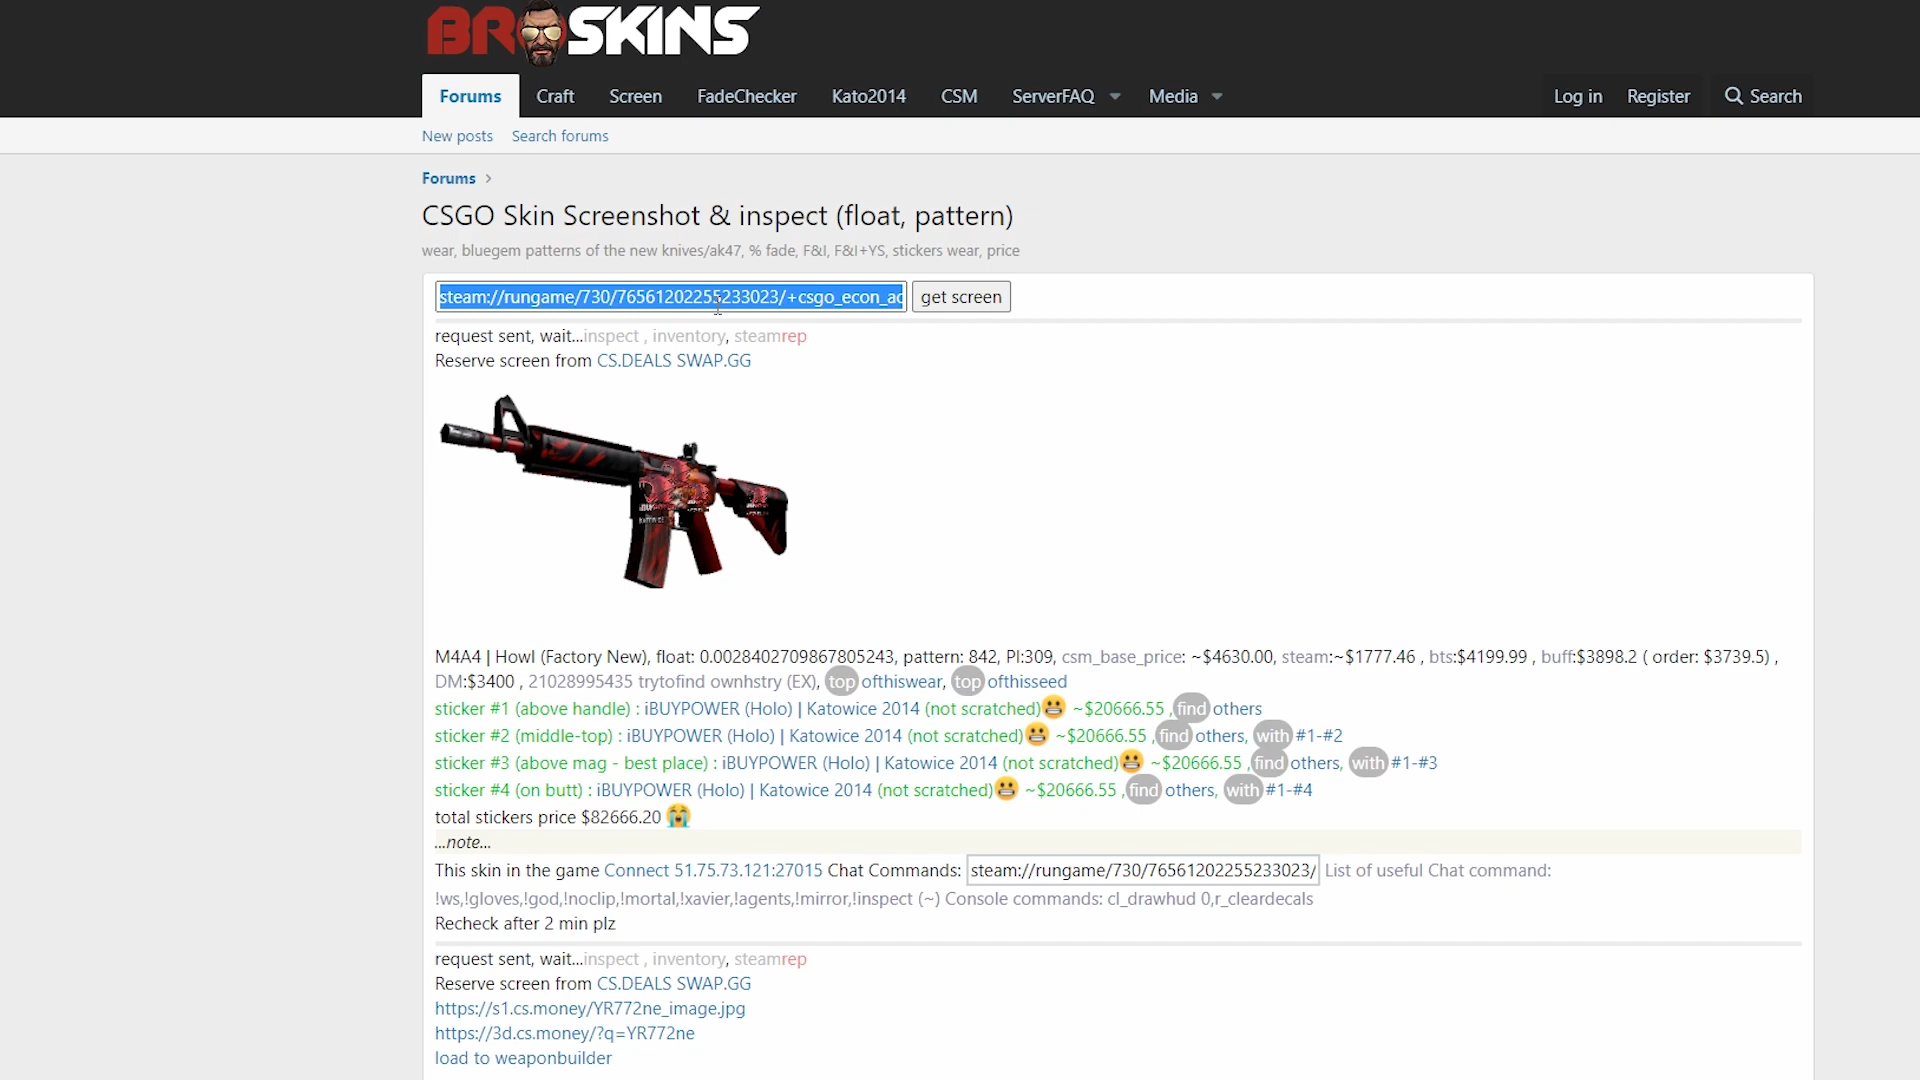 BROSKINS
Forums Craft Screen FadeChecker Kato2014 CSM ServerFAQ Media Log in Register Search
New posts Search forums
Forums
CSGO Skin Screenshot & inspect (float, pattern)
wear, bluegem patterns of the new knives/ak47, % fade, F&I, F&I+YS, stickers wear, price
steam://rungame/730/76561202255233023/+csgo_econ_ac get screen
request sent, wait...inspect , inventory, steamrep
Reserve screen from CS.DEALS SWAP.GG
M4A4 | Howl (Factory New), float: 0.0028402709867805243, pattern: 842, PI:309, csm_base_price: ~$4630.00, steam:~$1777.46 , bts:$4199.99 , buff:$3898.2 ( order: $3739.5) ,
DM:$3400 , 21028995435 trytofind ownhstry (EX), top ofthiswear, top ofthisseed
sticker #1 (above handle) : iBUYPOWER (Holo) | Katowice 2014 (not scratched)😬 ~$20666.55 ,find others
sticker #2 (middle-top) : iBUYPOWER (Holo) | Katowice 2014 (not scratched)😬 ~$20666.55 ,find others, with #1-#2
sticker #3 (above mag - best place) : iBUYPOWER (Holo) | Katowice 2014 (not scratched)😬 ~$20666.55 ,find others, with #1-#3
sticker #4 (on butt) : iBUYPOWER (Holo) | Katowice 2014 (not scratched)😬 ~$20666.55 ,find others, with #1-#4
total stickers price $82666.20 😭
...note...
This skin in the game Connect 51.75.73.121:27015 Chat Commands: steam://rungame/730/76561202255233023/ List of useful Chat command:
!ws,!gloves,!god,!noclip,!mortal,!xavier,!agents,!mirror,!inspect (~) Console commands: cl_drawhud 0,r_cleardecals
Recheck after 2 min plz
request sent, wait...inspect , inventory, steamrep
Reserve screen from CS.DEALS SWAP.GG
https://s1.cs.money/YR772ne_image.jpg
https://3d.cs.money/?q=YR772ne
load to weaponbuilder